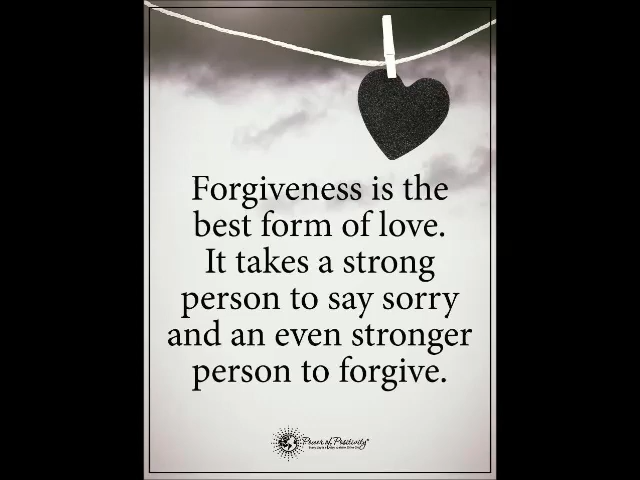 Forgiveness is the
best form of love.
It takes a strong
person to say sorry
and an even stronger
person to forgive.
Power of Positivity